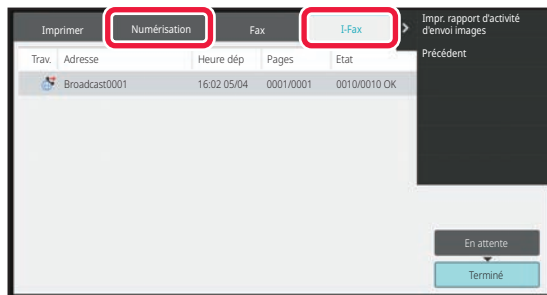 Imprimer
Numérisation
Fax
I-Fax
Trav.
Adresse
Heure dép
Pages
Etat
Broadcast0001
16:02 05/04
0001/0001
0010/0010 OK
Impr. rapport d'activité
d'envoi images
Précédent
En attente
Terminé